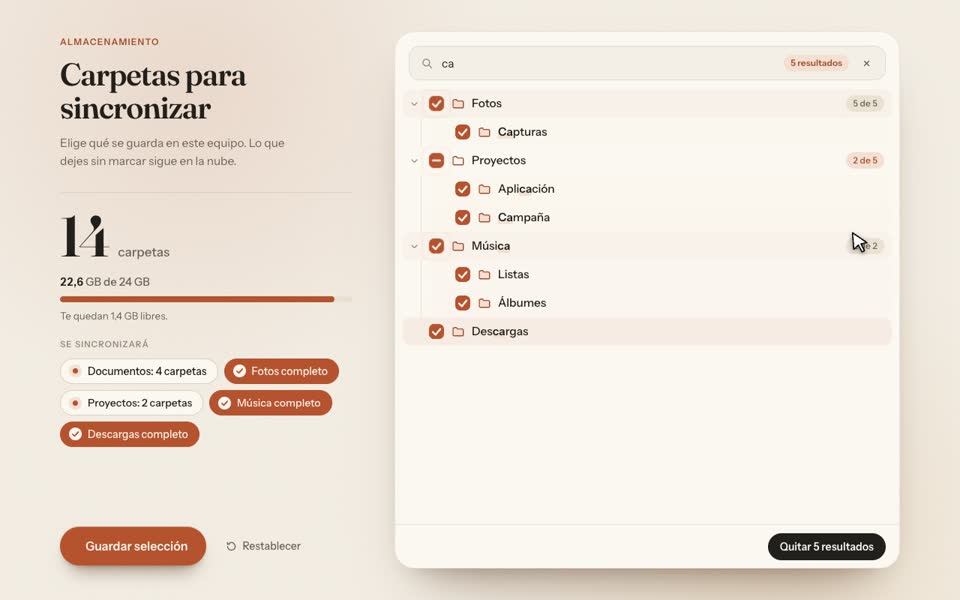 ALMACENAMIENTO
Carpetas para
sincronizar
Elige qué se guarda en este equipo. Lo que
dejes sin marcar sigue en la nube.
14 carpetas
22,6 GB de 24 GB
Te quedan 1,4 GB libres.
SE SINCRONIZARÁ
Documentos: 4 carpetas
Fotos completo
Proyectos: 2 carpetas
Música completo
Descargas completo
Guardar selección
Restablecer
ca
5 resultados
Fotos
5 de 5
Capturas
Proyectos
2 de 5
Aplicación
Campaña
Música
2
Listas
Álbumes
Descargas
Quitar 5 resultados